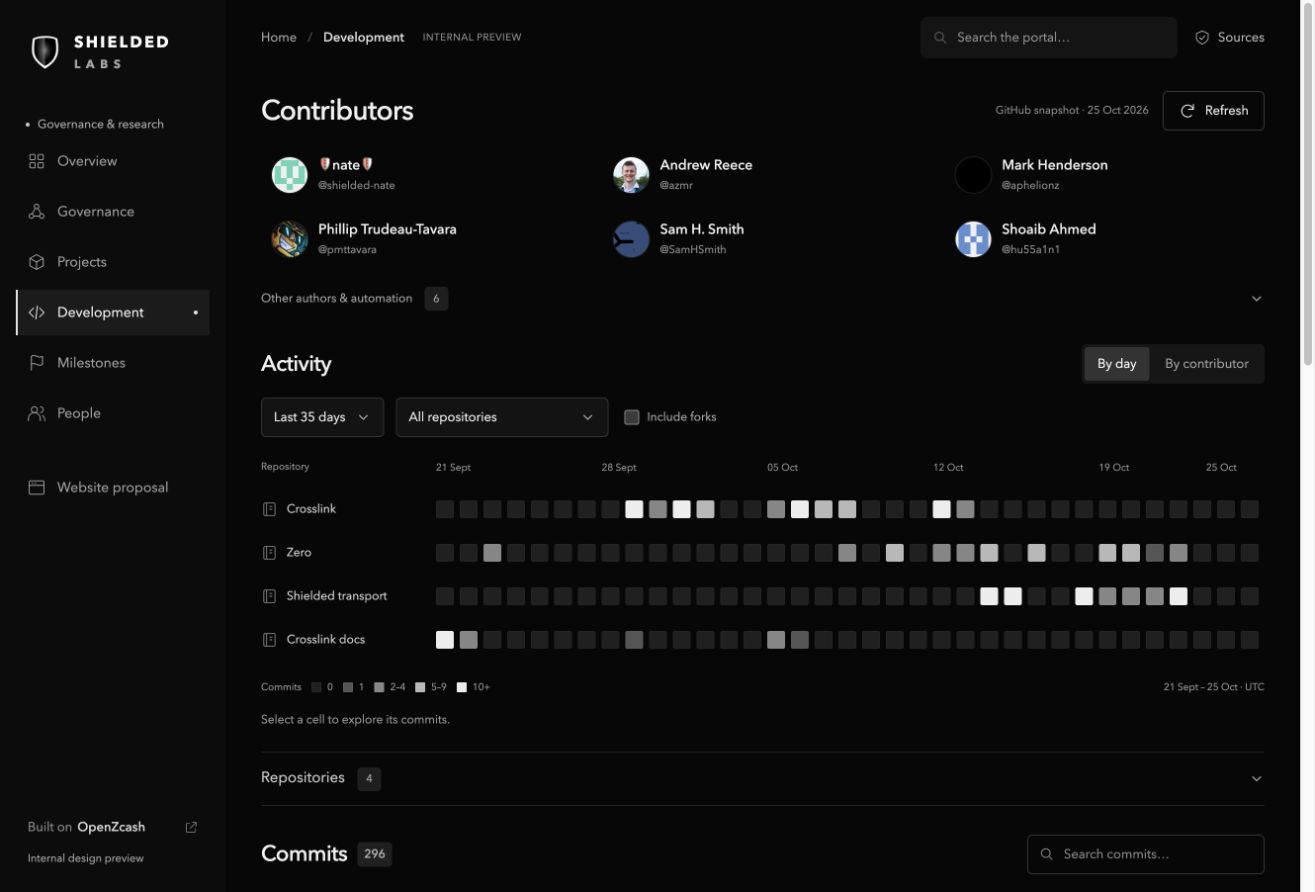 SHIELDED
LABS
Governance & research
Overview
Governance
Projects
Development
Milestones
People
Website proposal
Built on OpenZcash
Internal design preview
Home / Development INTERNAL PREVIEW
Search the portal...
Sources
Contributors
GitHub snapshot · 25 Oct 2026
Refresh
nate
@shielded-nate
Andrew Reece
@azmr
Mark Henderson
@aphelionz
Phillip Trudeau-Tavara
@pmttavara
Sam H. Smith
@SamHSmith
Shoaib Ahmed
@hu55a1n1
Other authors & automation 6
Activity
By day By contributor
Last 35 days
All repositories
Include forks
Repository 21 Sept 28 Sept 05 Oct 12 Oct 19 Oct 25 Oct
Crosslink
Zero
Shielded transport
Crosslink docs
Commits 0 1 2-4 5-9 10+
21 Sept - 25 Oct · UTC
Select a cell to explore its commits.
Repositories 4
Commits 296
Search commits...